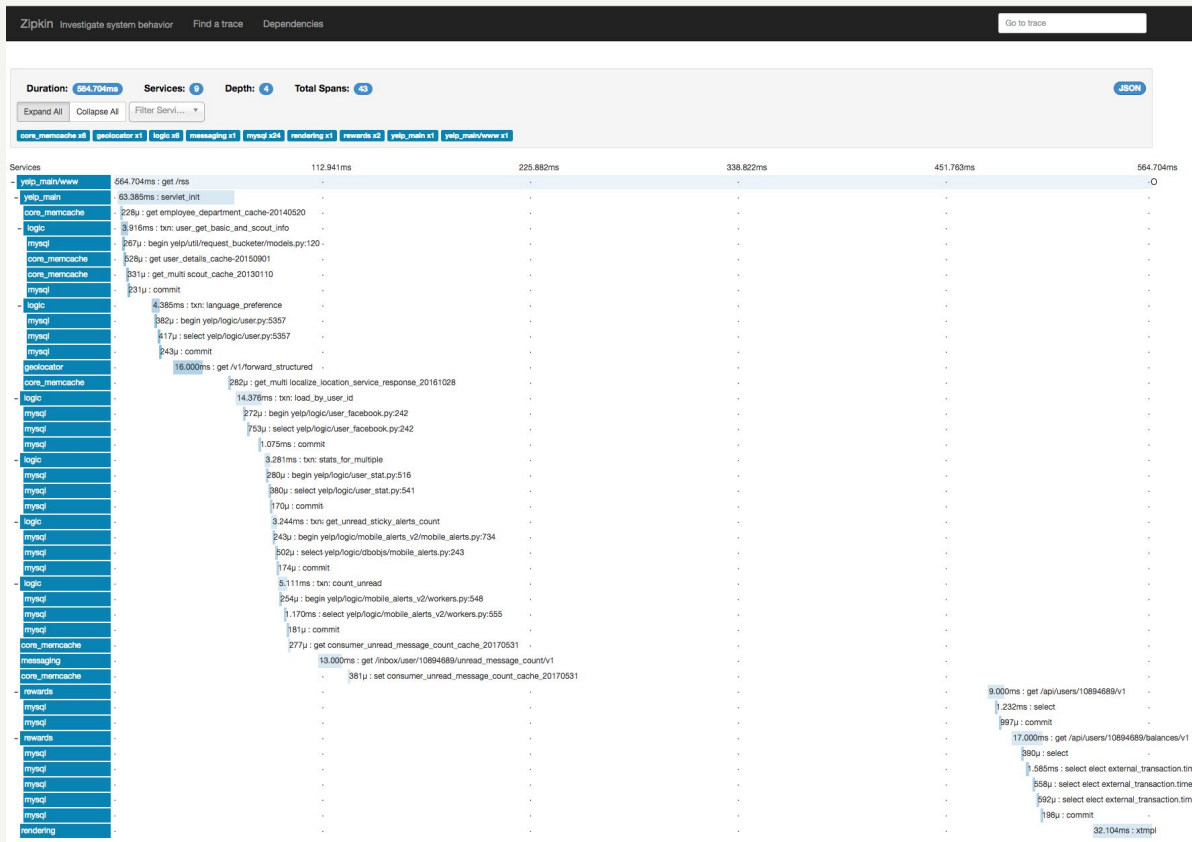 Zipkin Investigate system behavior Find a trace Dependencies Go to trace
Duration: 564.704ms Services: 9 Depth: 4 Total Spans: 43 JSON
Expand All Collapse All Filter Servi...
core_memcache x6 geolocator x1 logic x6 messaging x1 mysql x24 rendering x1 rewards x2 yelp_main x1 yelp_main/www x1
Services 112.941ms 225.882ms 338.822ms 451.763ms 564.704ms
- yelp_main/www 564.704ms : get /rss
- yelp_main 63.385ms : servlet_init
core_memcache 228μ : get employee_department_cache-20140520
- logic 3.916ms : txn: user_get_basic_and_scout_info
mysql 267μ : begin yelp/util/request_bucketer/models.py:120
core_memcache 528μ : get user_details_cache-20150901
core_memcache 331μ : get_multi scout_cache_20130110
mysql 231μ : commit
- logic 4.385ms : txn: language_preference
mysql 382μ : begin yelp/logic/user.py:5357
mysql 417μ : select yelp/logic/user.py:5357
mysql 243μ : commit
geolocator 16.000ms : get /v1/forward_structured
core_memcache 282μ : get_multi localize_location_service_response_20161028
- logic 14.376ms : txn: load_by_user_id
mysql 272μ : begin yelp/logic/user_facebook.py:242
mysql 753μ : select yelp/logic/user_facebook.py:242
mysql 1.075ms : commit
- logic 3.281ms : txn: stats_for_multiple
mysql 280μ : begin yelp/logic/user_stat.py:516
mysql 380μ : select yelp/logic/user_stat.py:541
mysql 170μ : commit
- logic 3.244ms : txn: get_unread_sticky_alerts_count
mysql 243μ : begin yelp/logic/mobile_alerts_v2/mobile_alerts.py:734
mysql 502μ : select yelp/logic/dbobjs/mobile_alerts.py:243
mysql 174μ : commit
- logic 5.111ms : txn: count_unread
mysql 254μ : begin yelp/logic/mobile_alerts_v2/workers.py:548
mysql 1.170ms : select yelp/logic/mobile_alerts_v2/workers.py:555
mysql 181μ : commit
core_memcache 277μ : get consumer_unread_message_count_cache_20170531
messaging 13.000ms : get /inbox/user/10894689/unread_message_count/v1
core_memcache 381μ : set consumer_unread_message_count_cache_20170531
- rewards 9.000ms : get /api/users/10894689/v1
mysql 1.232ms : select
mysql 997μ : commit
- rewards 17.000ms : get /api/users/10894689/balances/v1
mysql 390μ : select
mysql 1.585ms : select elect external_transaction.tin
mysql 558μ : select elect external_transaction.time
mysql 592μ : select elect external_transaction.tim
mysql 198μ : commit
rendering 32.104ms : xtmpl